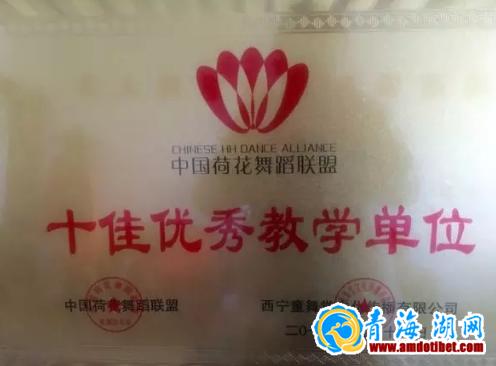 CHINESE HH DANCE ALLIANCE
中国荷花舞蹈联盟
十佳优秀教学单位
中国荷花舞蹈联盟
西宁童舞
有限公司
二〇
青海湖网
www.amdotibet.com